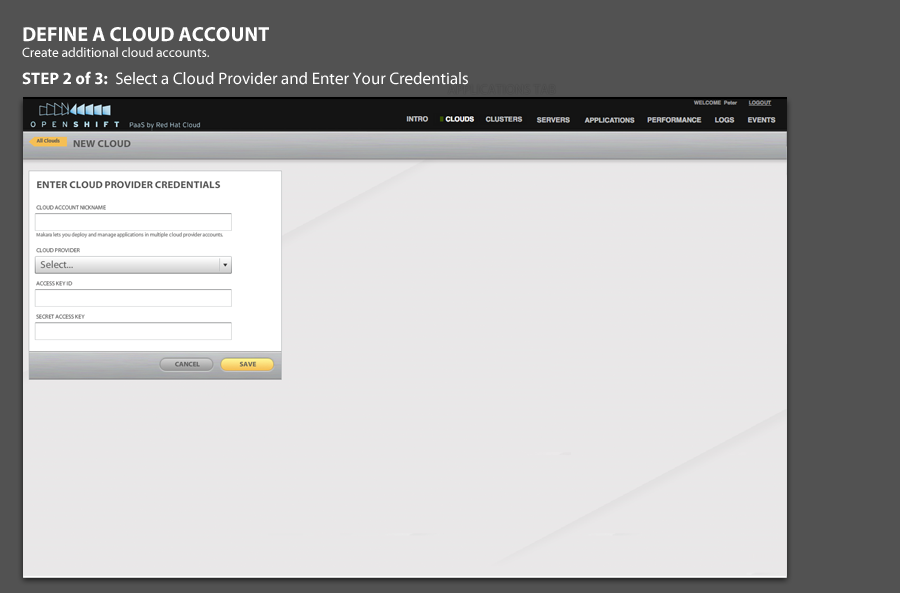 DEFINE A CLOUD ACCOUNT
Create additional cloud accounts.
STEP 2 of 3: Select a Cloud Provider and Enter Your Credentials
WELCOME Peter LOGOUT
OPENSHIFT PaaS by Red Hat Cloud
INTRO CLOUDS CLUSTERS SERVERS APPLICATIONS PERFORMANCE LOGS EVENTS
All Clouds NEW CLOUD
ENTER CLOUD PROVIDER CREDENTIALS
CLOUD ACCOUNT NICKNAME
Makara lets you deploy and manage applications in multiple cloud provider accounts.
CLOUD PROVIDER
Select...
ACCESS KEY ID
SECRET ACCESS KEY
CANCEL SAVE